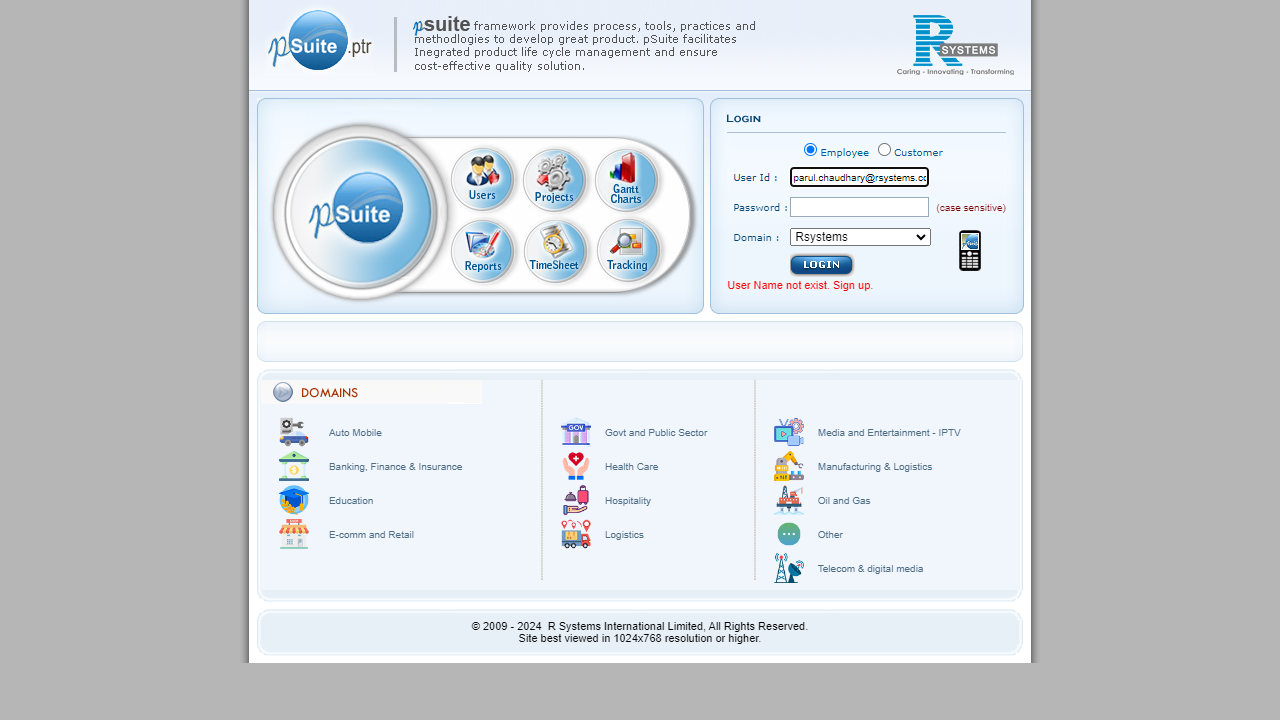 pSuite.ptr
psuite framework provides process, tools, practices and
methodlogies to develop great product. pSuite facilitates
Inegrated product life cycle management and ensure
cost-effective quality solution.
R SYSTEMS
Caring - Innovating - Transforming
pSuite
Users
Projects
Gantt
Charts
Reports
TimeSheet
Tracking
LOGIN
Employee Customer
User Id : parul.chaudhary@rsystems.co
Password : (case sensitive)
Domain : Rsystems
LOGIN
User Name not exist. Sign up.
DOMAINS
Auto Mobile
Banking, Finance & Insurance
Education
E-comm and Retail
GOV
Govt and Public Sector
Health Care
Hospitality
Logistics
Media and Entertainment - IPTV
Manufacturing & Logistics
Oil and Gas
Other
Telecom & digital media
© 2009 - 2024 R Systems International Limited, All Rights Reserved.
Site best viewed in 1024x768 resolution or higher.